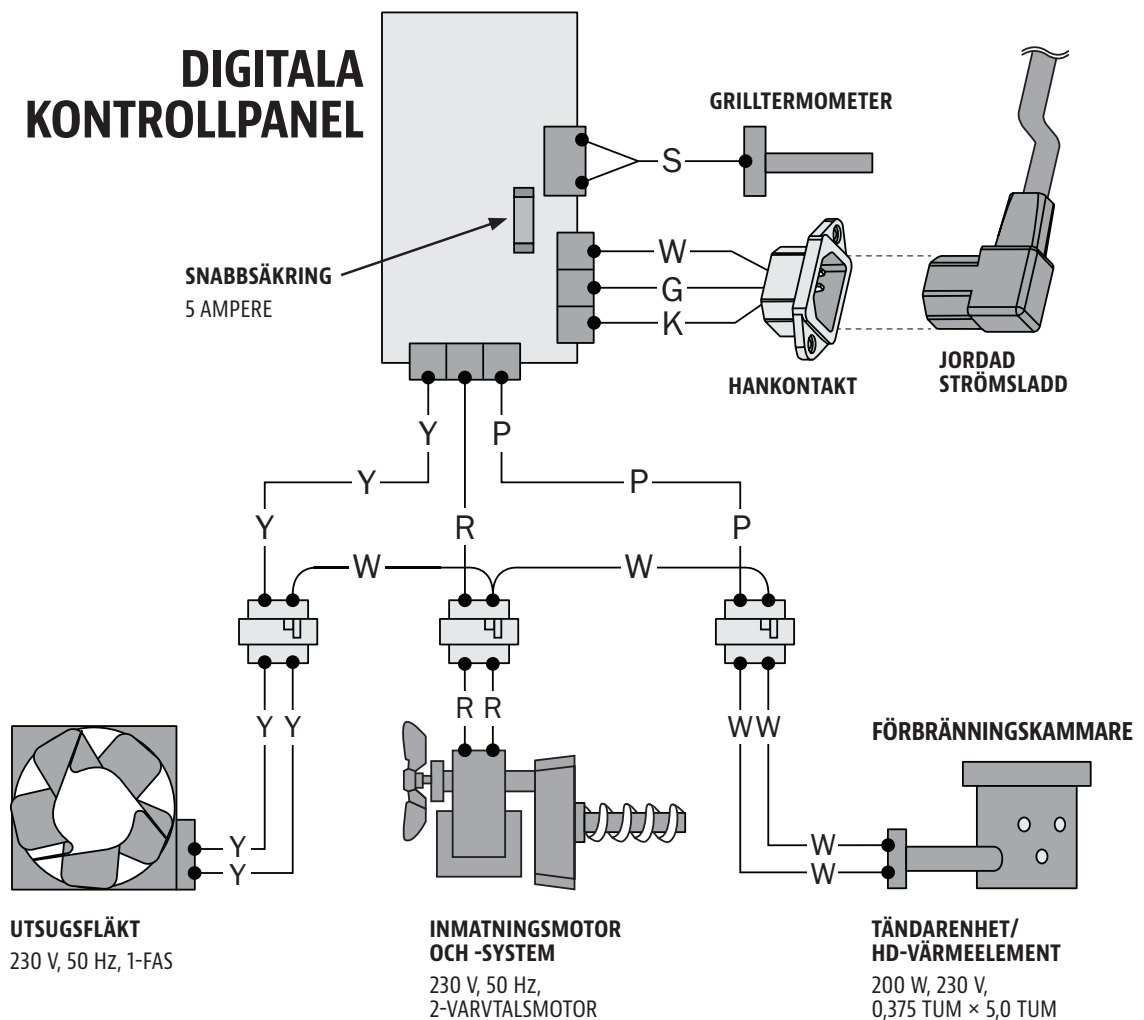 DIGITALA
KONTROLLPANEL
GRILLTERMOMETER
S
SNABBSÄKRING
5 AMPERE
W
G
K
HANKONTAKT
JORDAD
STRÖMSLADD
Y
P
Y
P
Y
R
P
W
W
Y Y
R R
W W
FÖRBRÄNNINGSKAMMARE
Y
Y
W
W
UTSUGSFLÄKT
230 V, 50 Hz, 1-FAS
INMATNINGSMOTOR
OCH -SYSTEM
230 V, 50 Hz,
2-VARVTALSMOTOR
TÄNDARENHET/
HD-VÄRMEELEMENT
200 W, 230 V,
0,375 TUM × 5,0 TUM